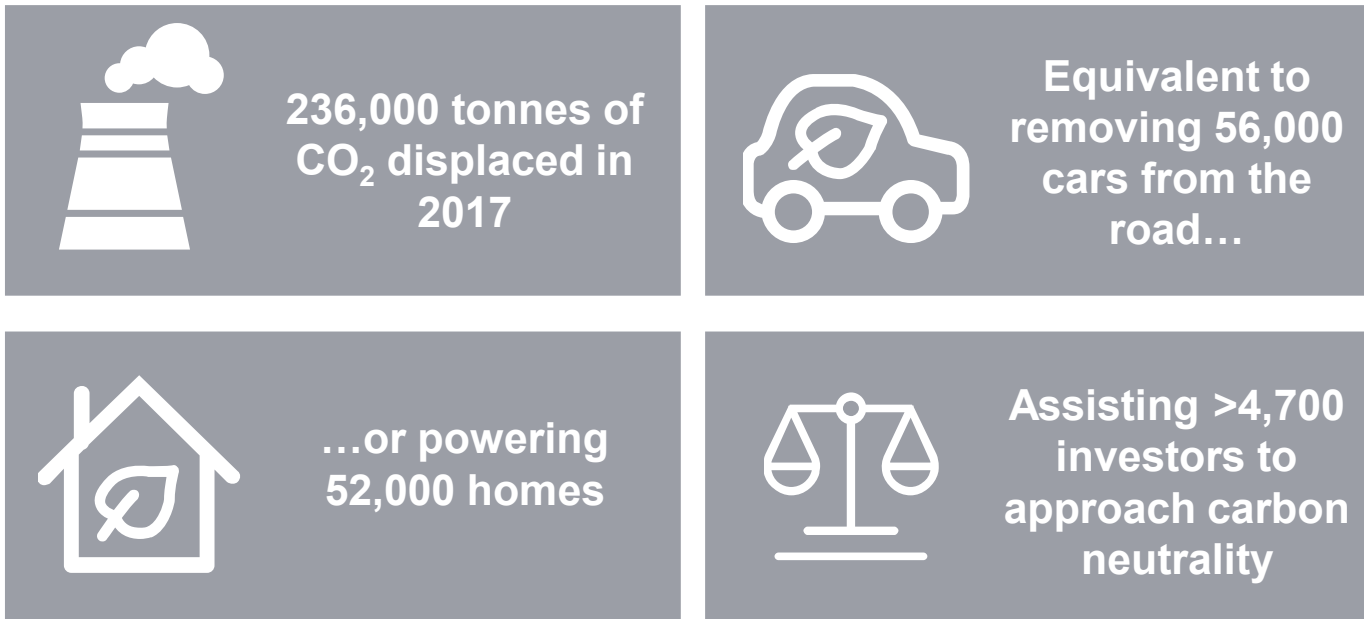 236,000 tonnes of
CO₂ displaced in
2017
Equivalent to
removing 56,000
cars from the
road…
…or powering
52,000 homes
Assisting >4,700
investors to
approach carbon
neutrality